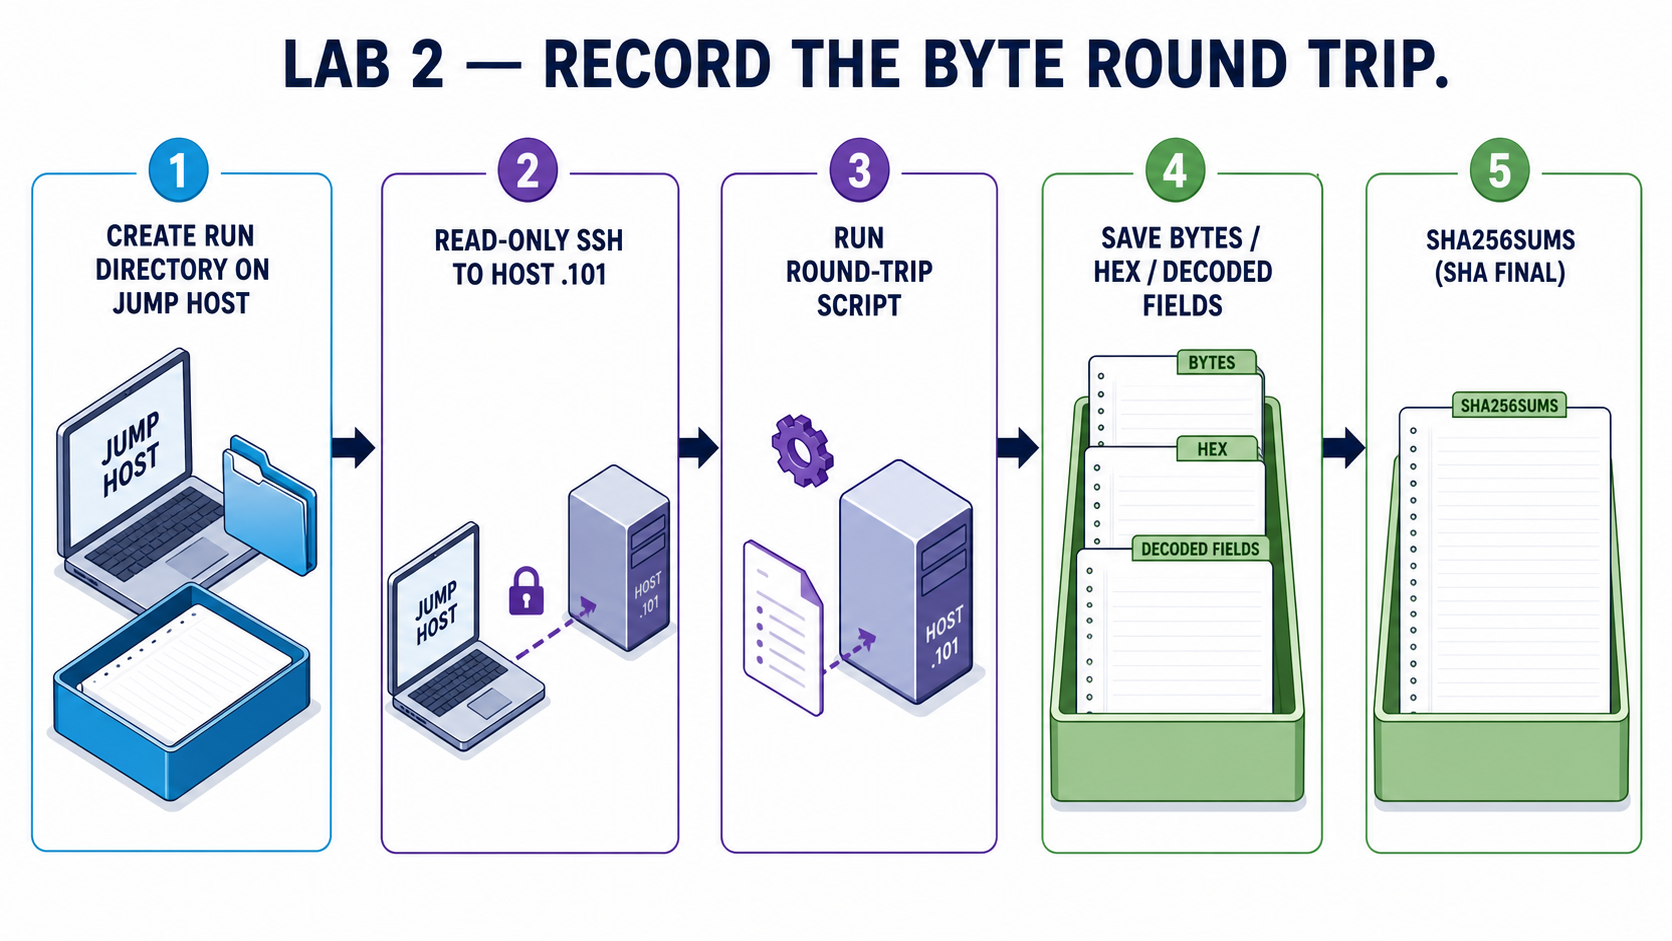 LAB 2 — RECORD THE BYTE ROUND TRIP.
1
CREATE RUN
DIRECTORY ON
JUMP HOST
JUMP
HOST
2
READ-ONLY SSH
TO HOST .101
JUMP
HOST
HOST
.101
3
RUN
ROUND-TRIP
SCRIPT
HOST
.101
4
SAVE BYTES /
HEX / DECODED
FIELDS
BYTES
HEX
DECODED FIELDS
5
SHA256SUMS
(SHA FINAL)
SHA256SUMS